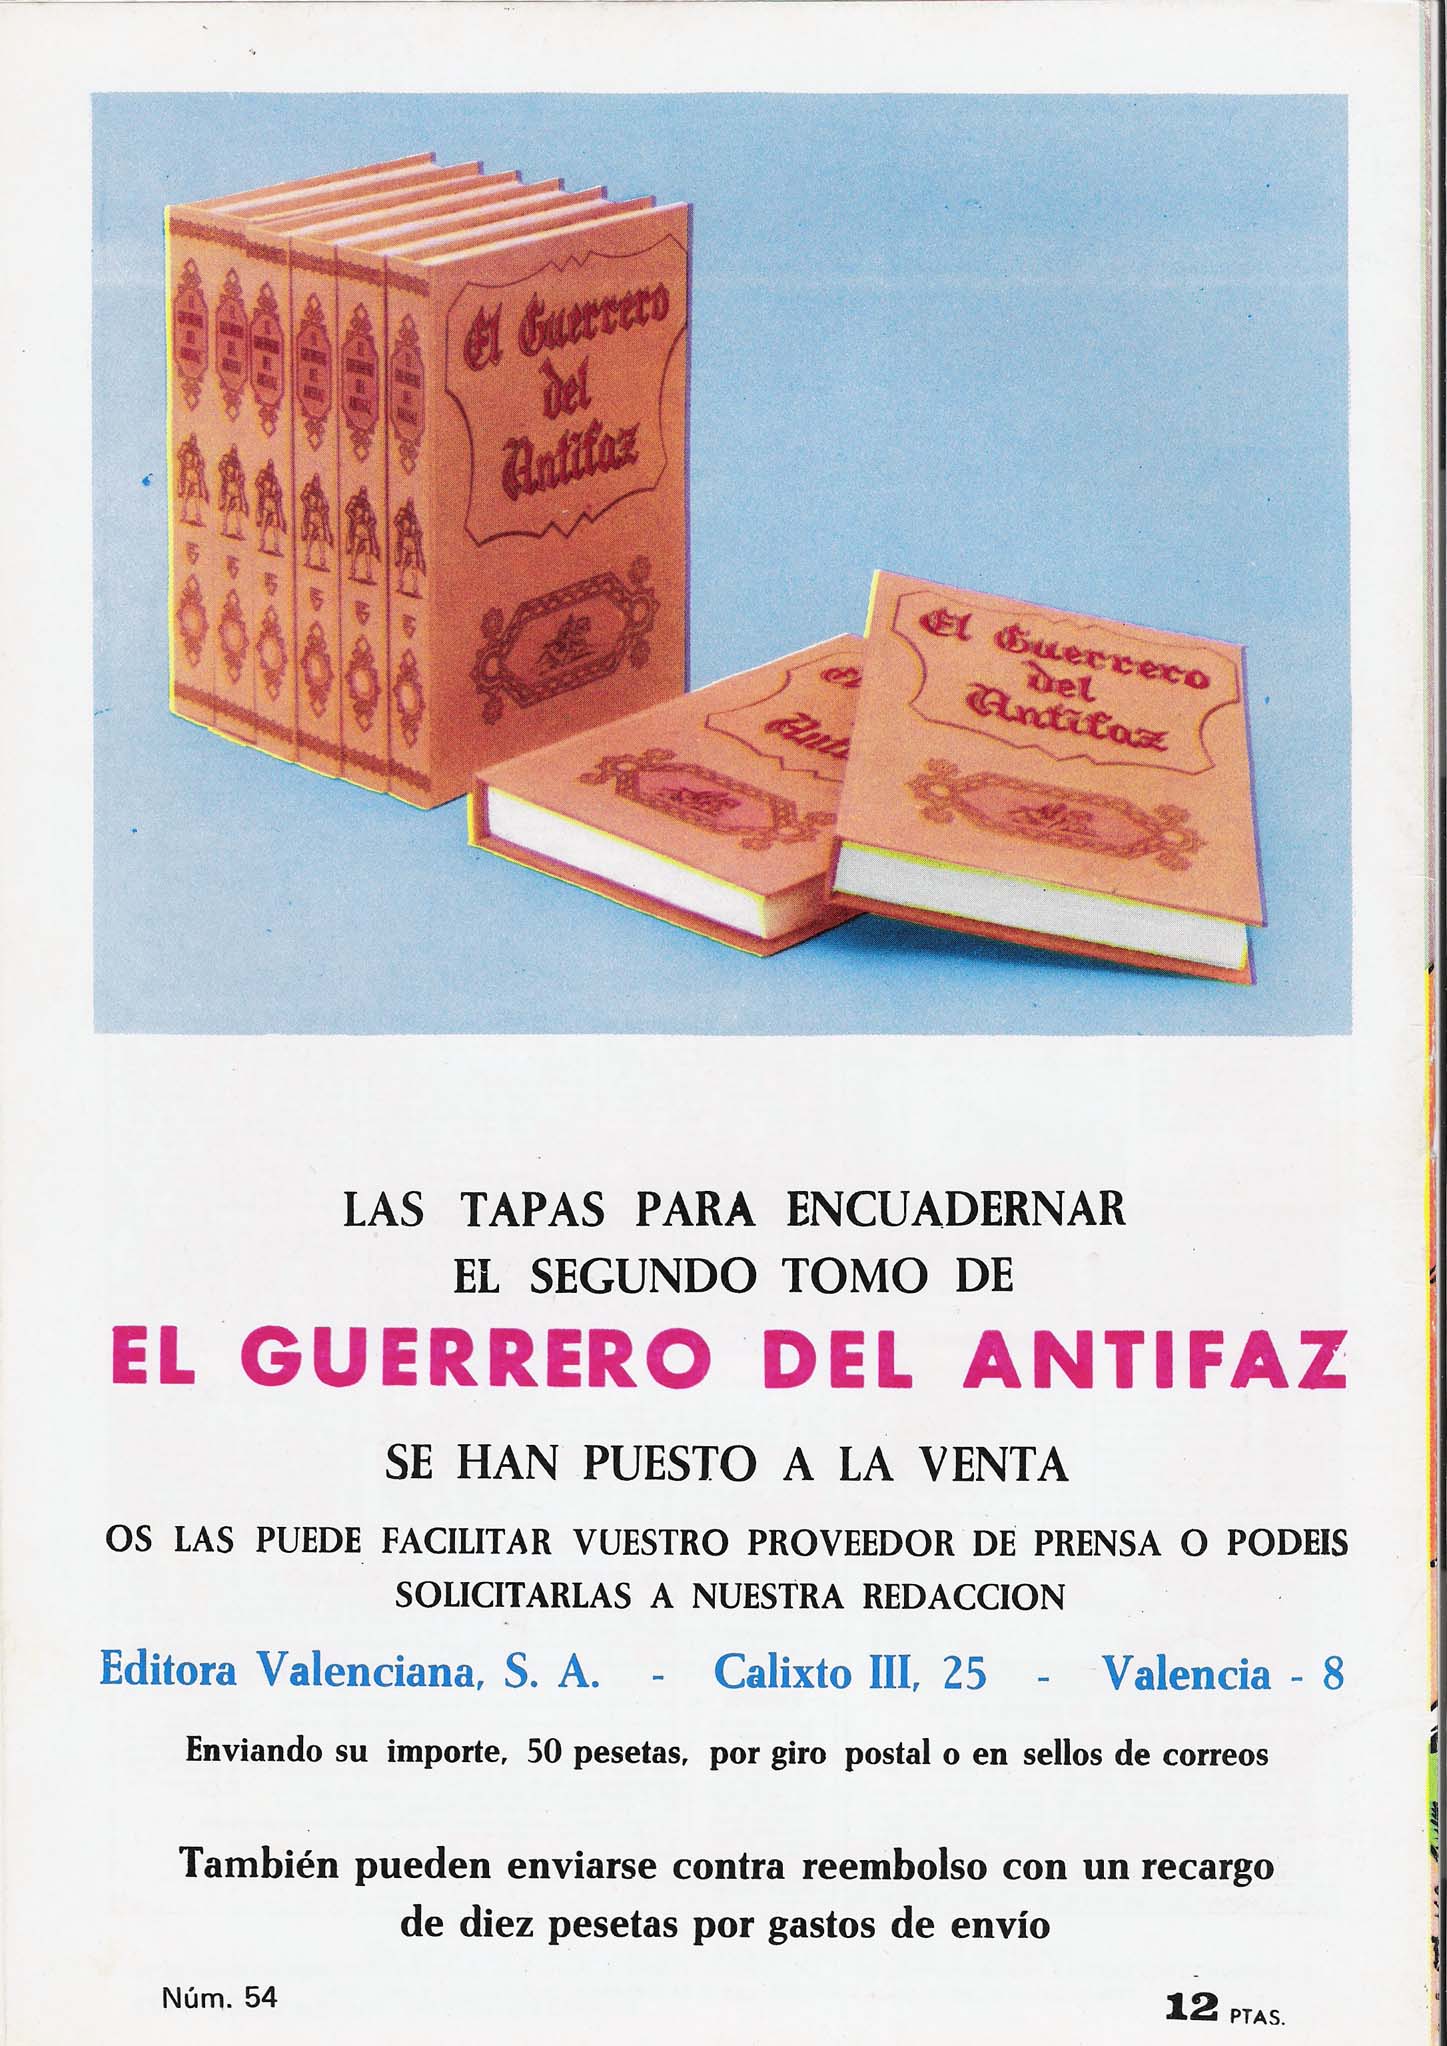 El Guerrero
del
Antifaz
El Guerrero
del
Antifaz
LAS TAPAS PARA ENCUADERNAR
EL SEGUNDO TOMO DE
EL GUERRERO DEL ANTIFAZ
SE HAN PUESTO A LA VENTA
OS LAS PUEDE FACILITAR VUESTRO PROVEEDOR DE PRENSA O PODEIS
SOLICITARLAS A NUESTRA REDACCION
Editora Valenciana, S. A. - Calixto III, 25 - Valencia - 8
Enviando su importe, 50 pesetas, por giro postal o en sellos de correos
También pueden enviarse contra reembolso con un recargo
de diez pesetas por gastos de envío
Núm. 54
12 PTAS.